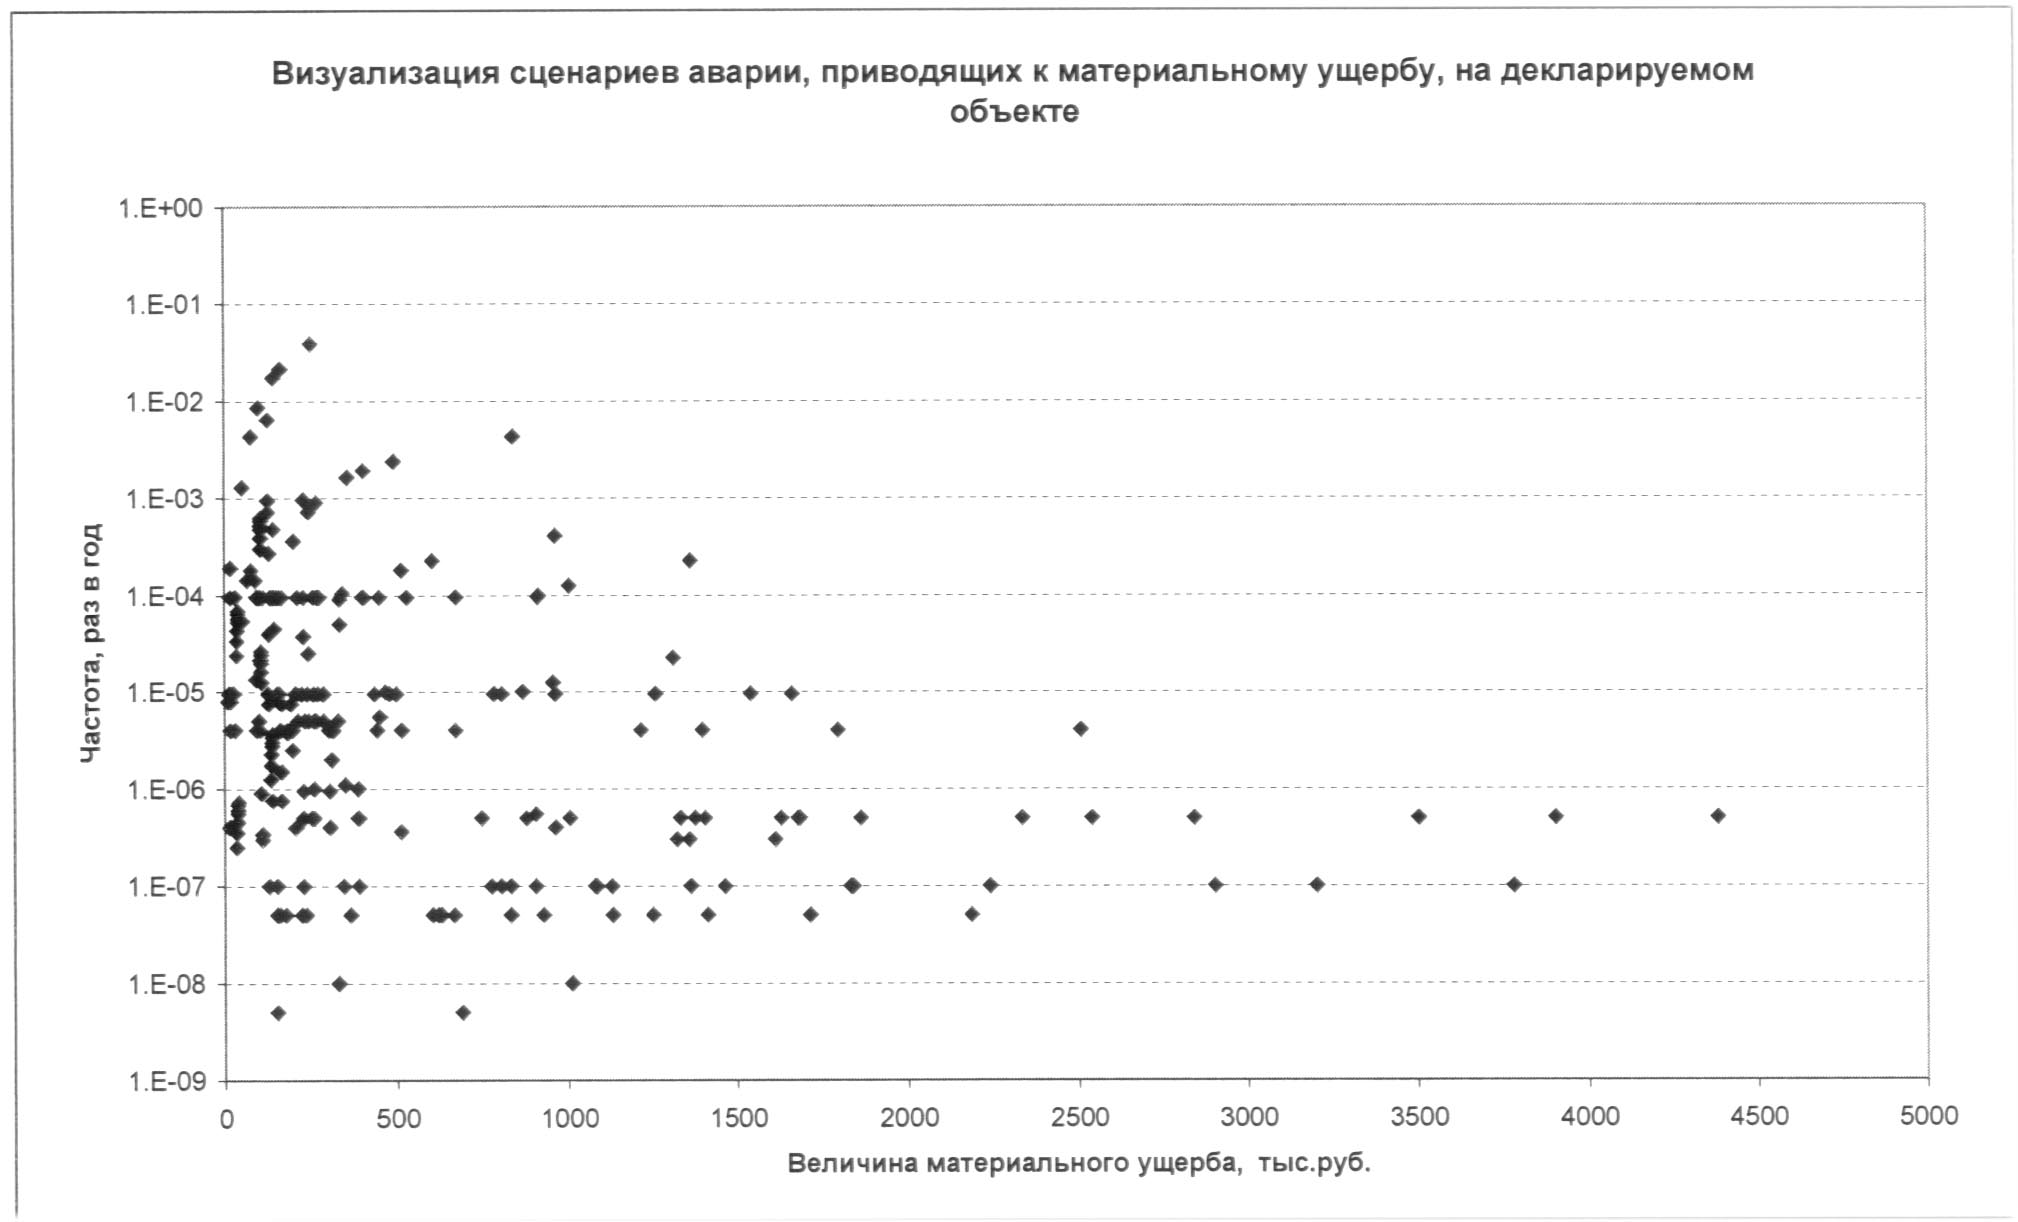 Визуализация сценариев аварии, приводящих к материальному ущербу, на декларируемом
объекте
1.E+00
1.E-01
1.E-02
1.E-03
1.E-04
1.E-05
1.E-06
1.E-07
1.E-08
1.E-09
Частота, раз в год
0 500 1000 1500 2000 2500 3000 3500 4000 4500 5000
Величина материального ущерба, тыс.руб.